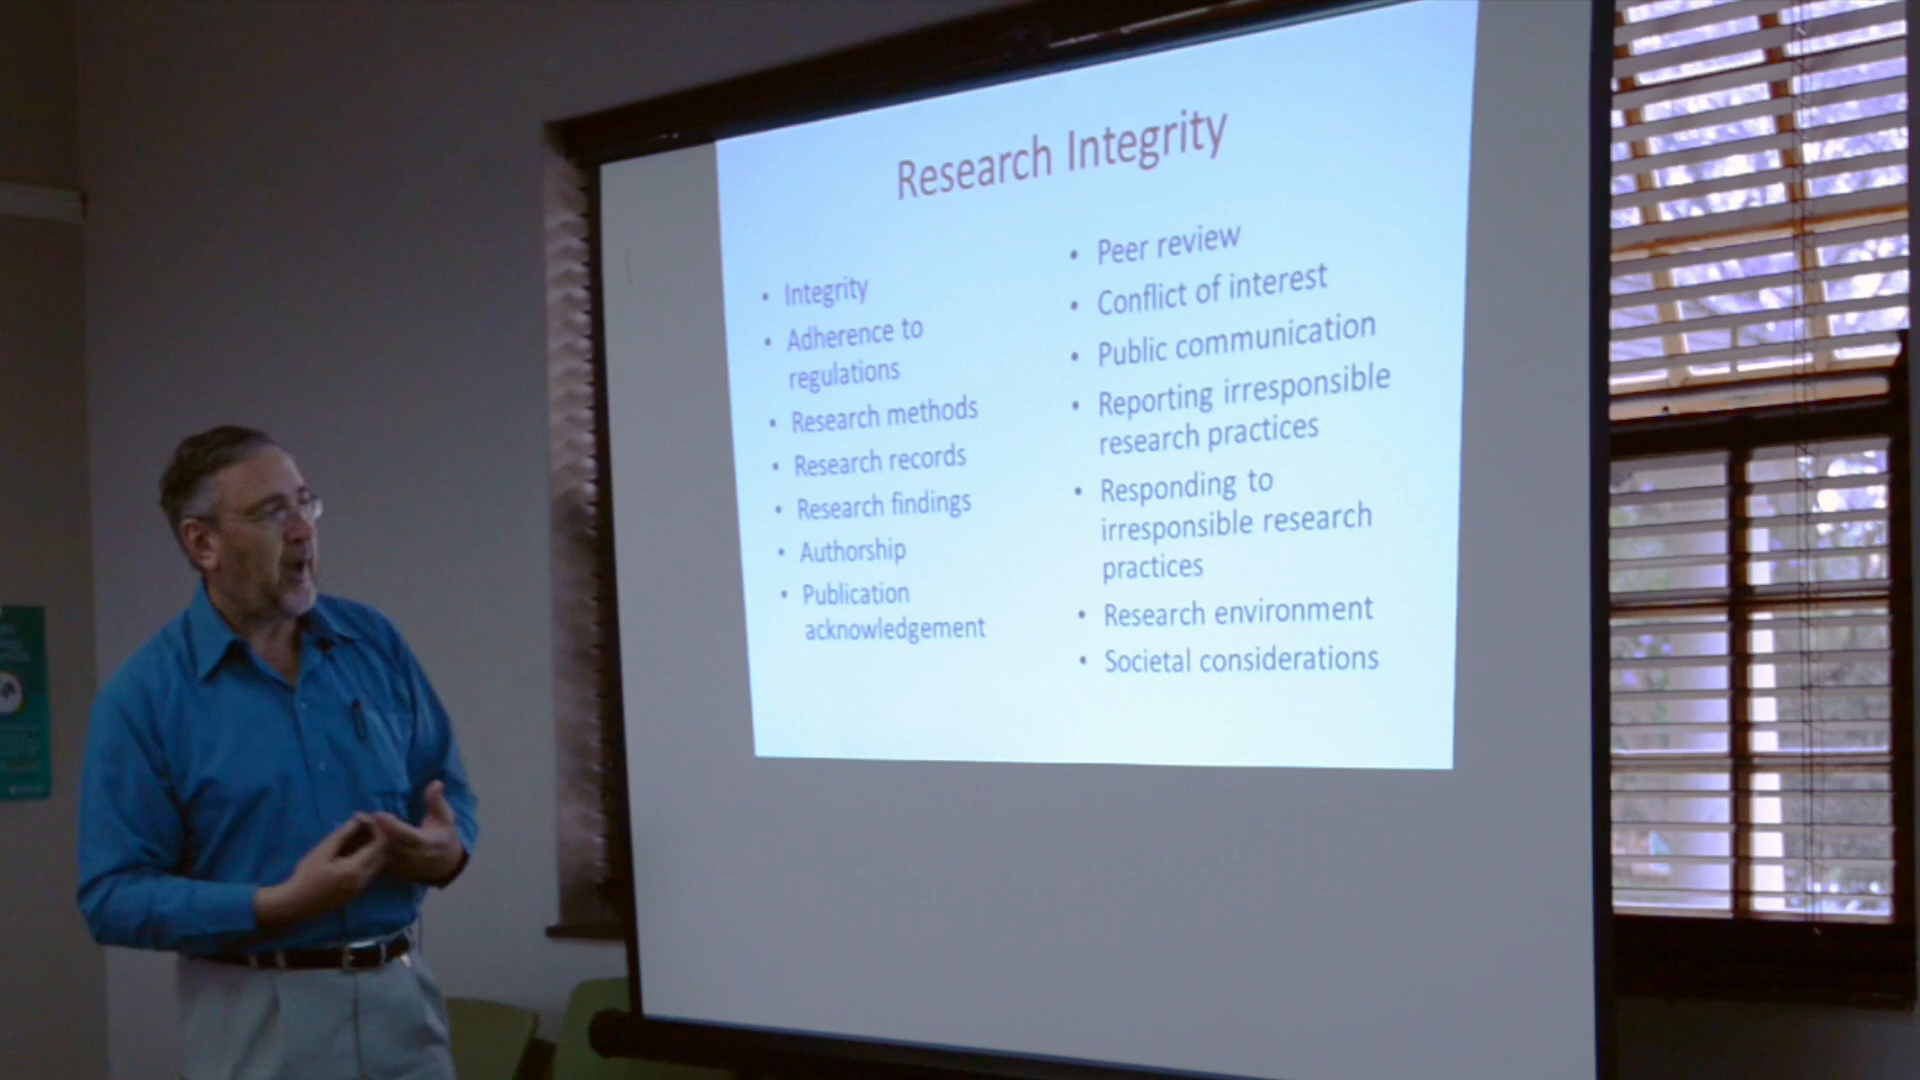 Research Integrity
• Integrity
• Adherence to
regulations
• Research methods
• Research records
• Research findings
• Authorship
• Publication
acknowledgement
• Peer review
• Conflict of interest
• Public communication
• Reporting irresponsible
research practices
• Responding to
irresponsible research
practices
• Research environment
• Societal considerations